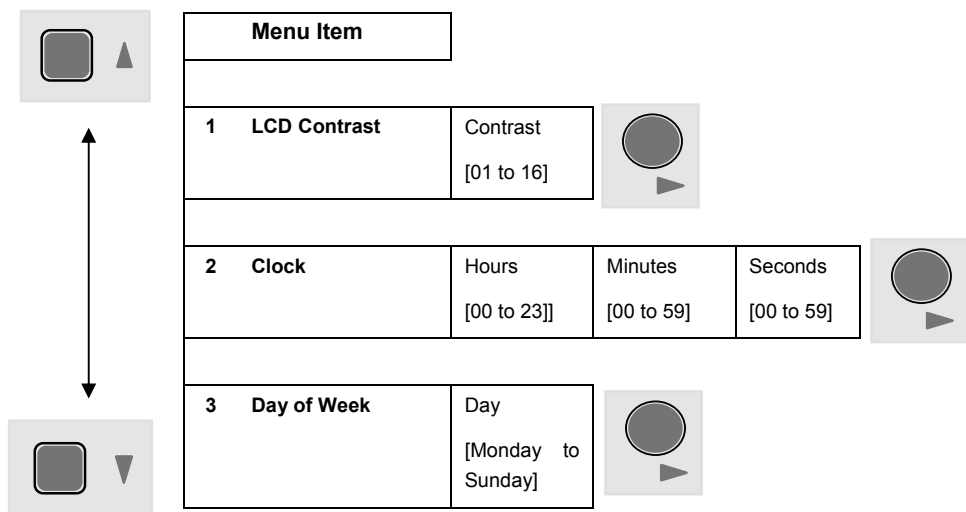 Menu Item
1 LCD Contrast Contrast
[01 to 16]
2 Clock Hours Minutes Seconds
[00 to 23]] [00 to 59] [00 to 59]
3 Day of Week Day
[Monday to
Sunday]